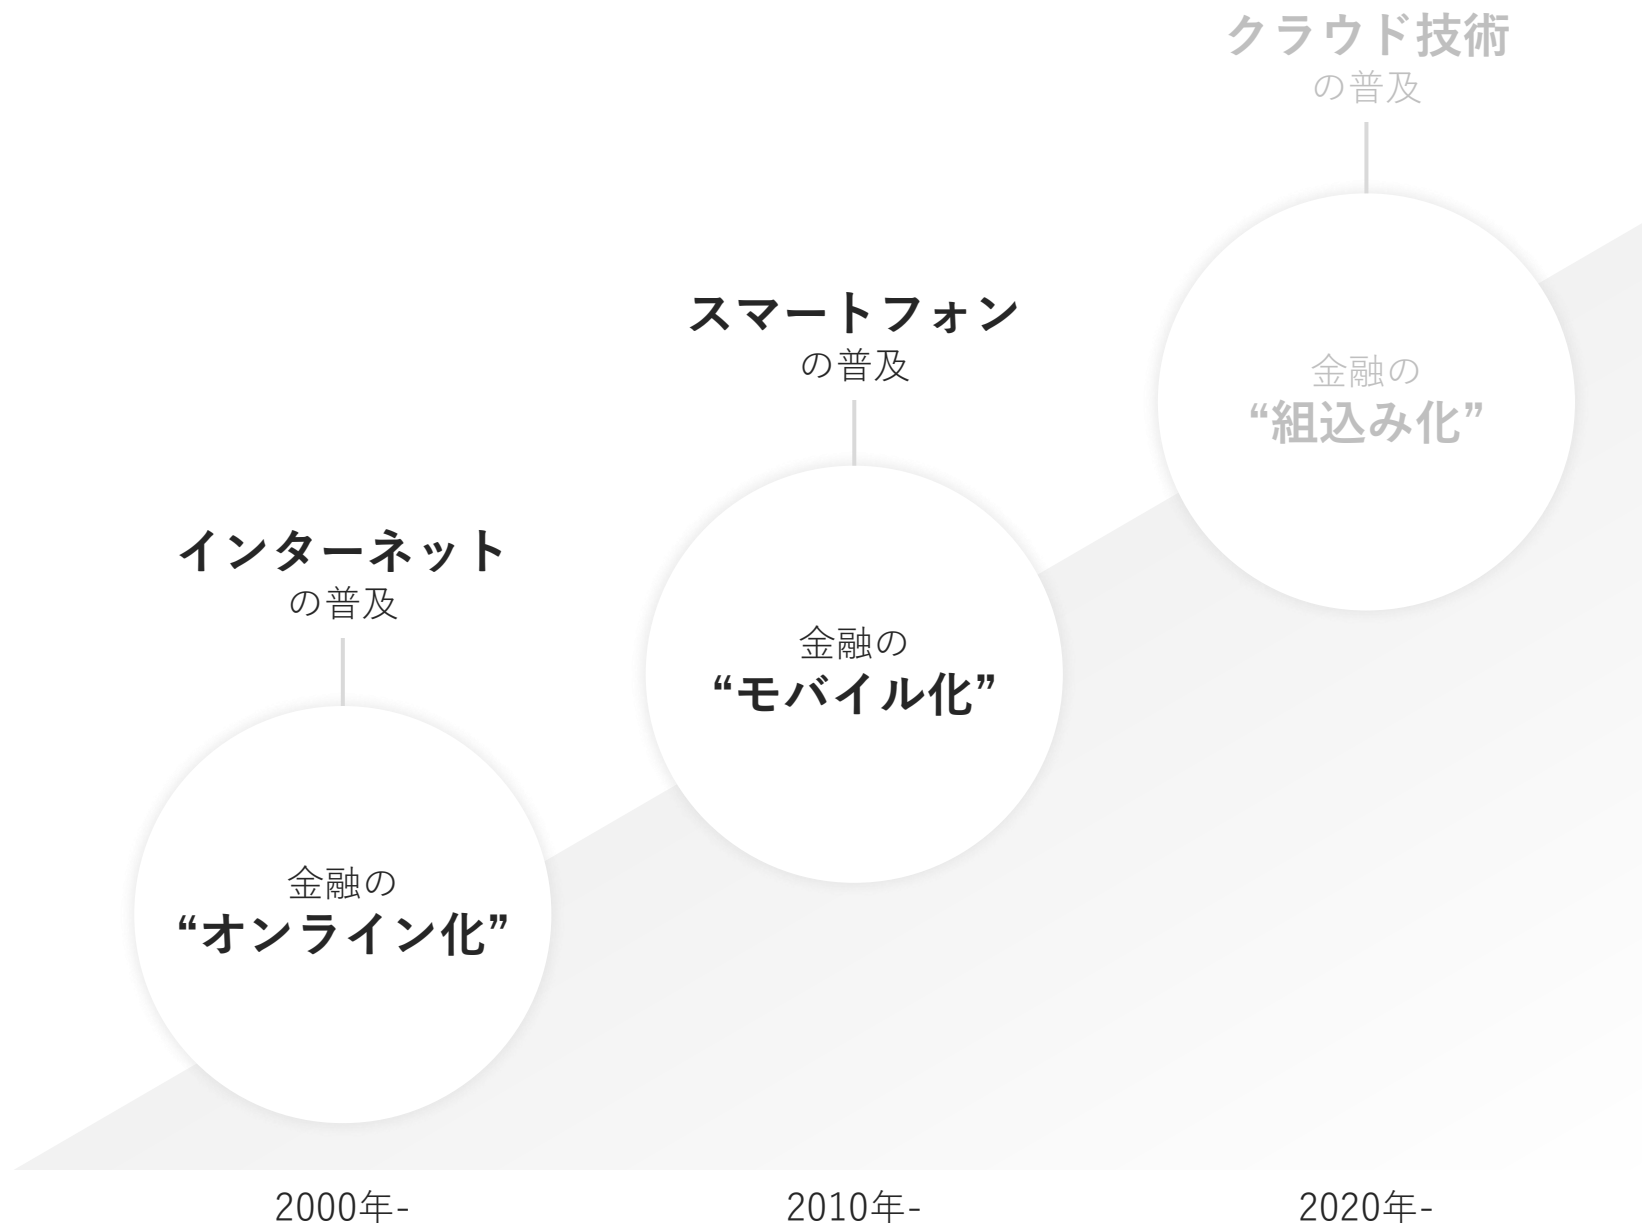 クラウド技術
の普及
金融の
“組込み化”
スマートフォン
の普及
金融の
“モバイル化”
インターネット
の普及
金融の
“オンライン化”
2000年-
2010年-
2020年-